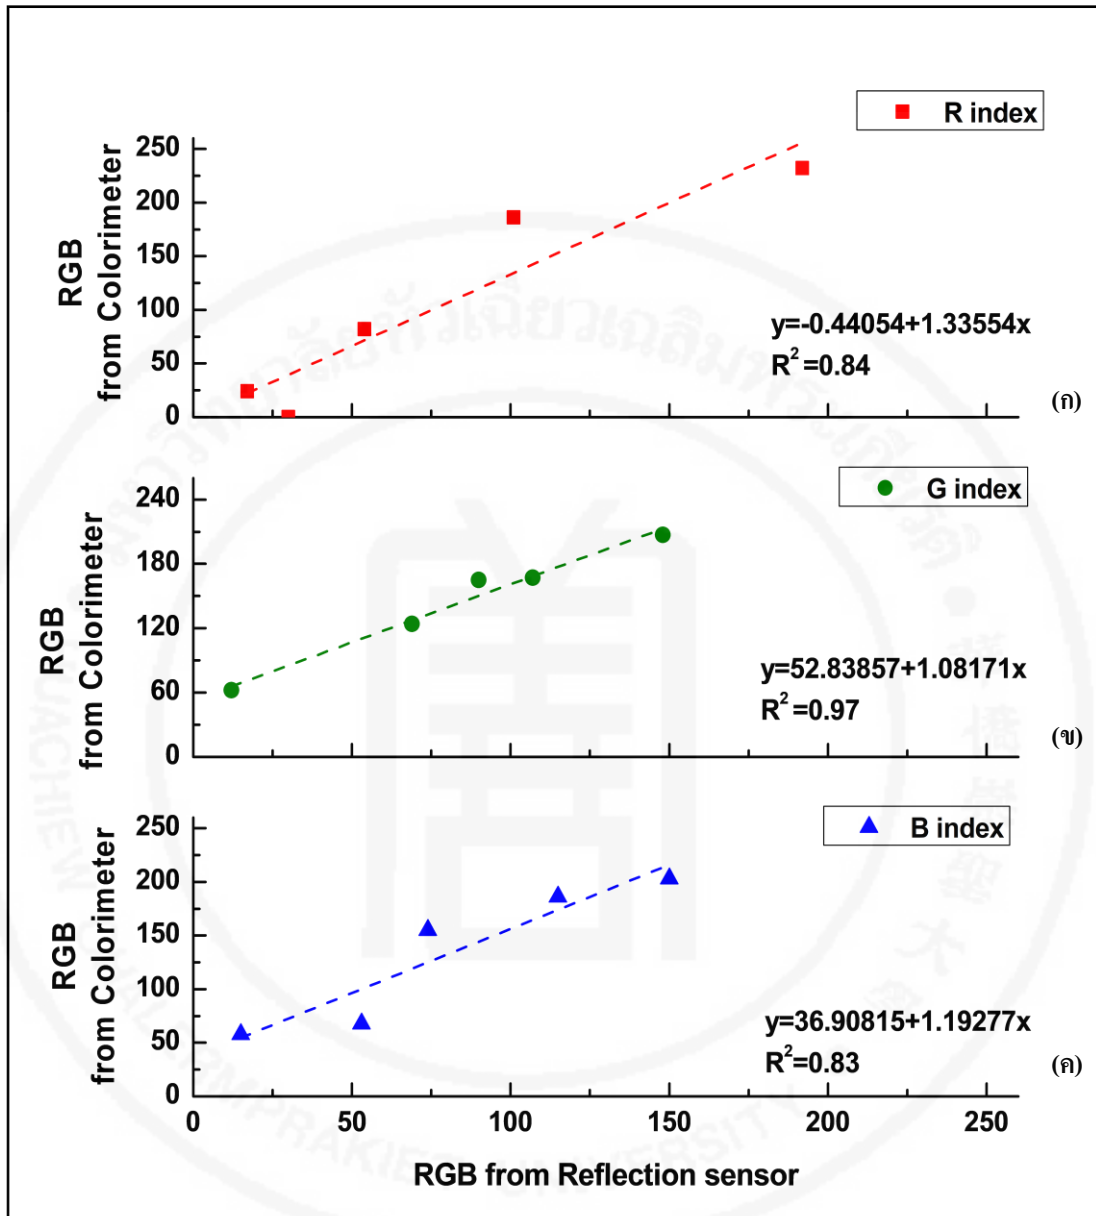 R index
250
200
150
100
50
0
RGB
from Colorimeter
y=-0.44054+1.33554x
R²=0.84
(ก)
G index
240
180
120
60
0
RGB
from Colorimeter
y=52.83857+1.08171x
R²=0.97
(ข)
B index
250
200
150
100
50
0
RGB
from Colorimeter
y=36.90815+1.19277x
R²=0.83
(ค)
0 50 100 150 200 250
RGB from Reflection sensor